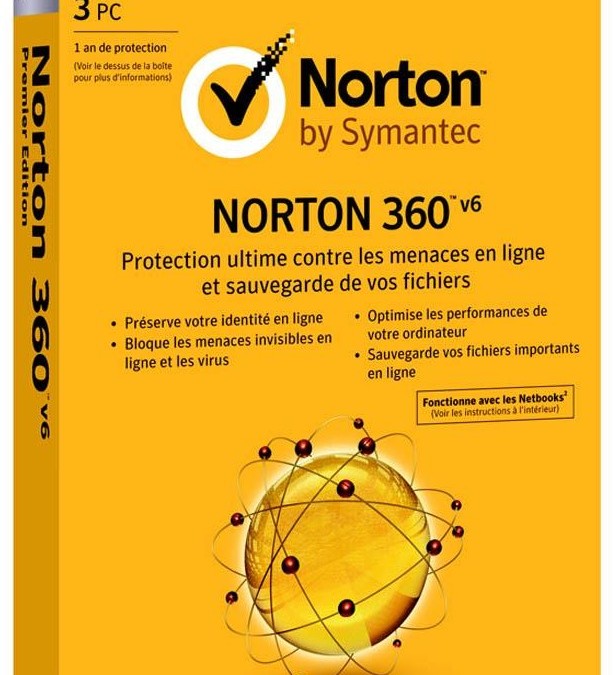 3 PC
1 an de protection
(Voir le dessus de la boîte
pour plus d'informations)
Norton™
by Symantec
NORTON 360™ v6
Protection ultime contre les menaces en ligne
et sauvegarde de vos fichiers
• Préserve votre identité en ligne
• Bloque les menaces invisibles en
ligne et les virus
• Optimise les performances de
votre ordinateur
• Sauvegarde vos fichiers importants
en ligne
Fonctionne avec les Netbooks²
(Voir les instructions à l'intérieur)
Norton 360™ v6
Premier Edition